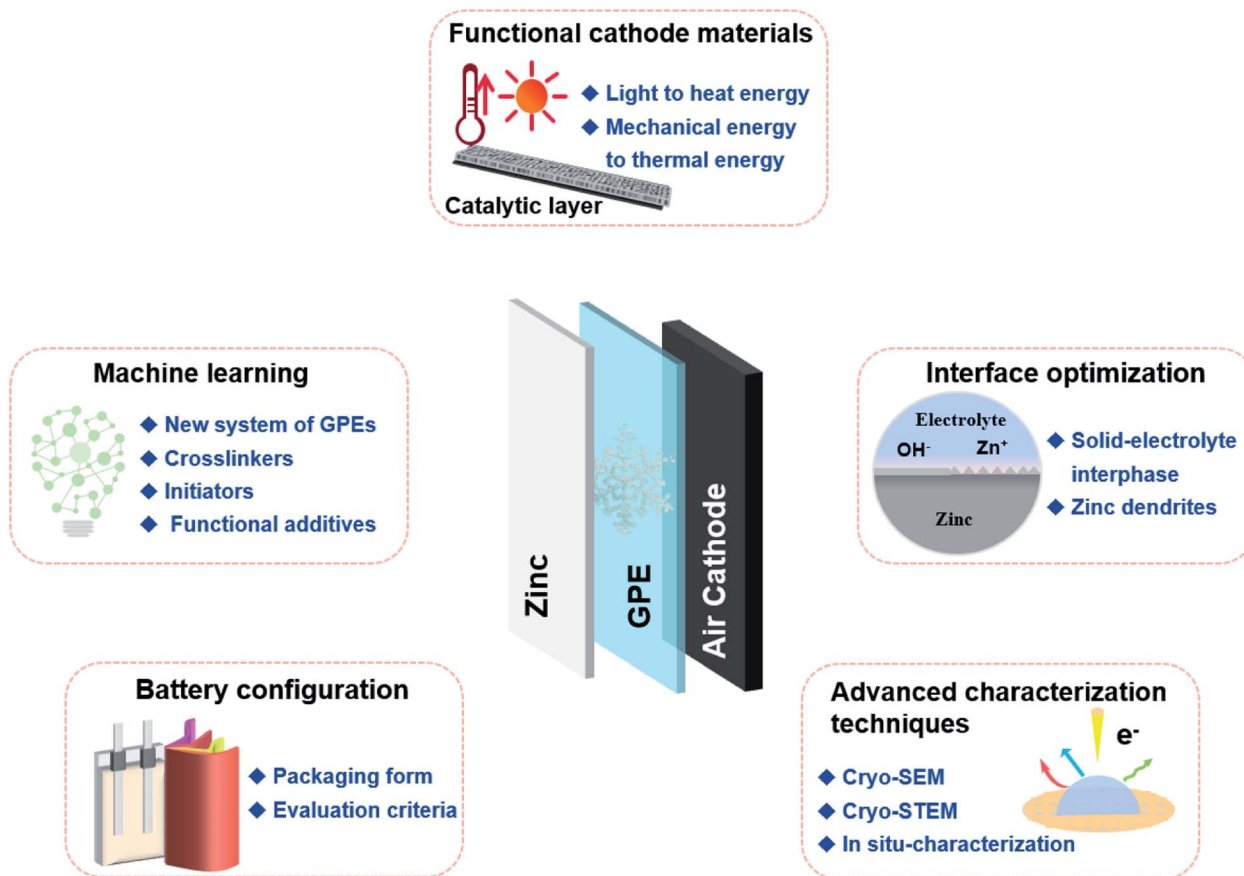 Functional cathode materials
◆ Light to heat energy
◆ Mechanical energy
to thermal energy
Catalytic layer
Machine learning
◆ New system of GPEs
◆ Crosslinkers
◆ Initiators
◆ Functional additives
Zinc
GPE
Air Cathode
Interface optimization
Electrolyte
OH⁻
Zn⁺
Zinc
◆ Solid-electrolyte
interphase
◆ Zinc dendrites
Battery configuration
◆ Packaging form
◆ Evaluation criteria
Advanced characterization
techniques
e⁻
◆ Cryo-SEM
◆ Cryo-STEM
◆ In situ-characterization